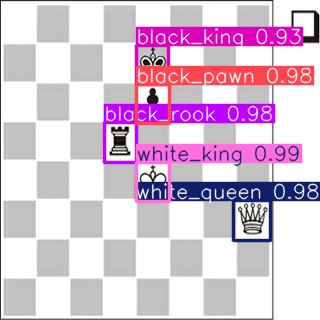 black_king 0.93
black_pawn 0.98
black_rook 0.98
white_king 0.99
white_queen 0.98